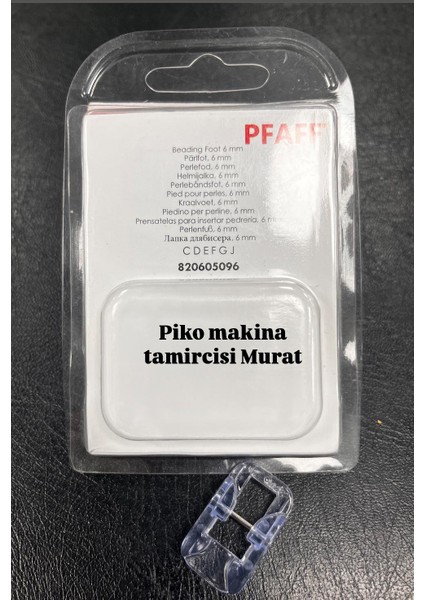 PFAFF
Beading Foot 6 mm
Pärlfot, 6 mm
Perlefod, 6 mm
Helmijalka, 6 mm
Perlebåndsfot, 6 mm
Pied pour perles, 6 mm
Kraalvoet, 6 mm
Piedino per perline, 6 mm
Prensatelas para insertar pedrería, 6 mm
Perlenfuß, 6 mm
Лапка длябисера, 6 mm
C D E F G J
820605096
Piko makina
tamircisi Murat